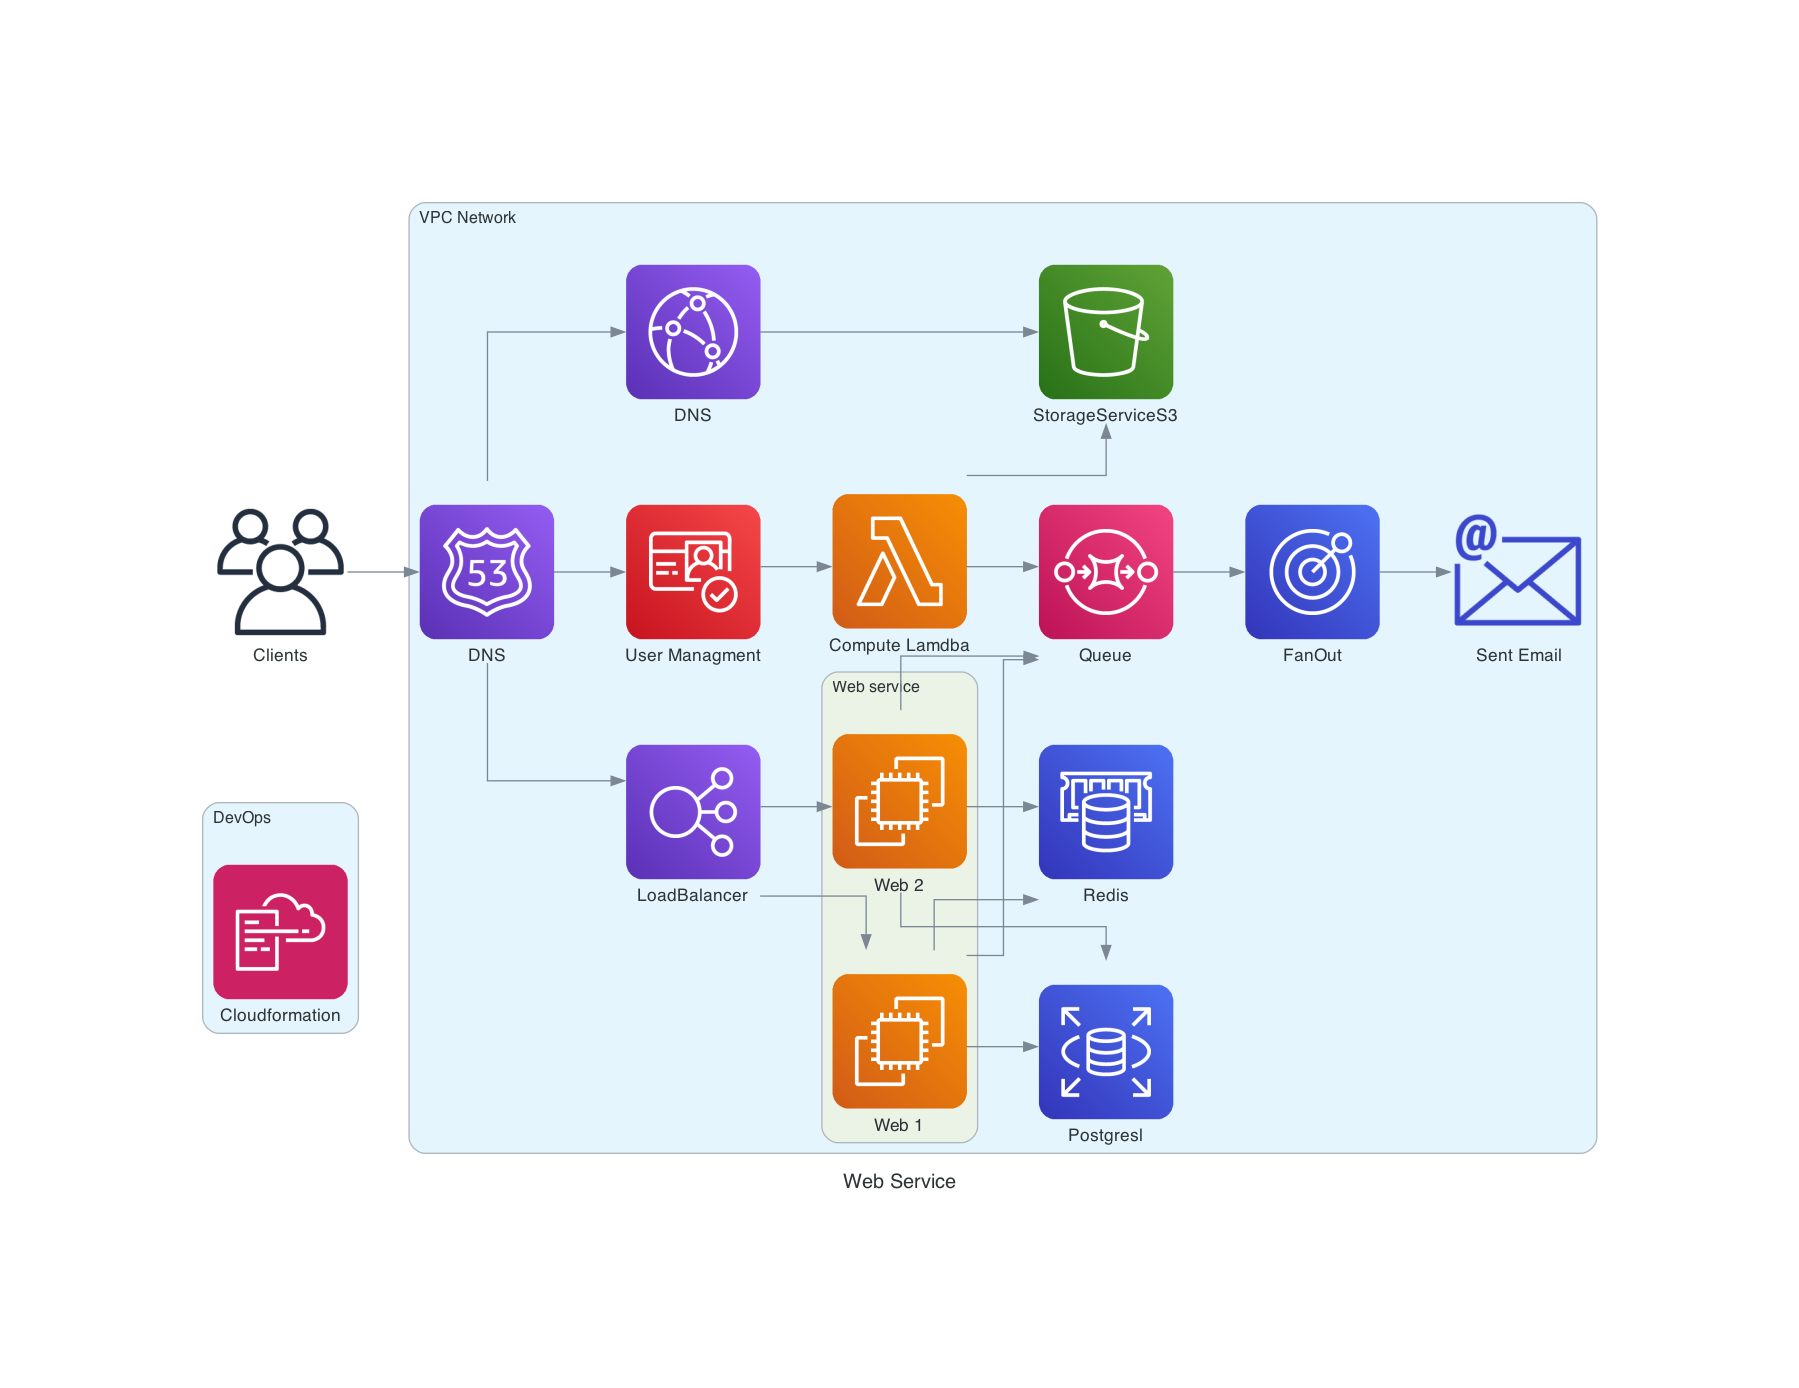 VPC Network
DNS
StorageServiceS3
53
Clients
DNS
User Managment
Compute Lamdba
Queue
FanOut
@
Sent Email
Web service
DevOps
LoadBalancer
Web 2
Redis
Cloudformation
Web 1
Postgresl
Web Service